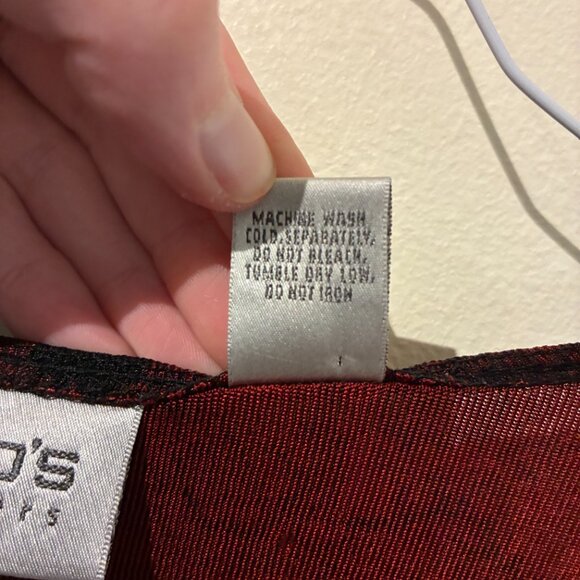 MACHINE WASH
COLD, SEPARATELY,
DO NOT BLEACH,
TUMBLE DRY LOW,
DO NOT IRON
'S